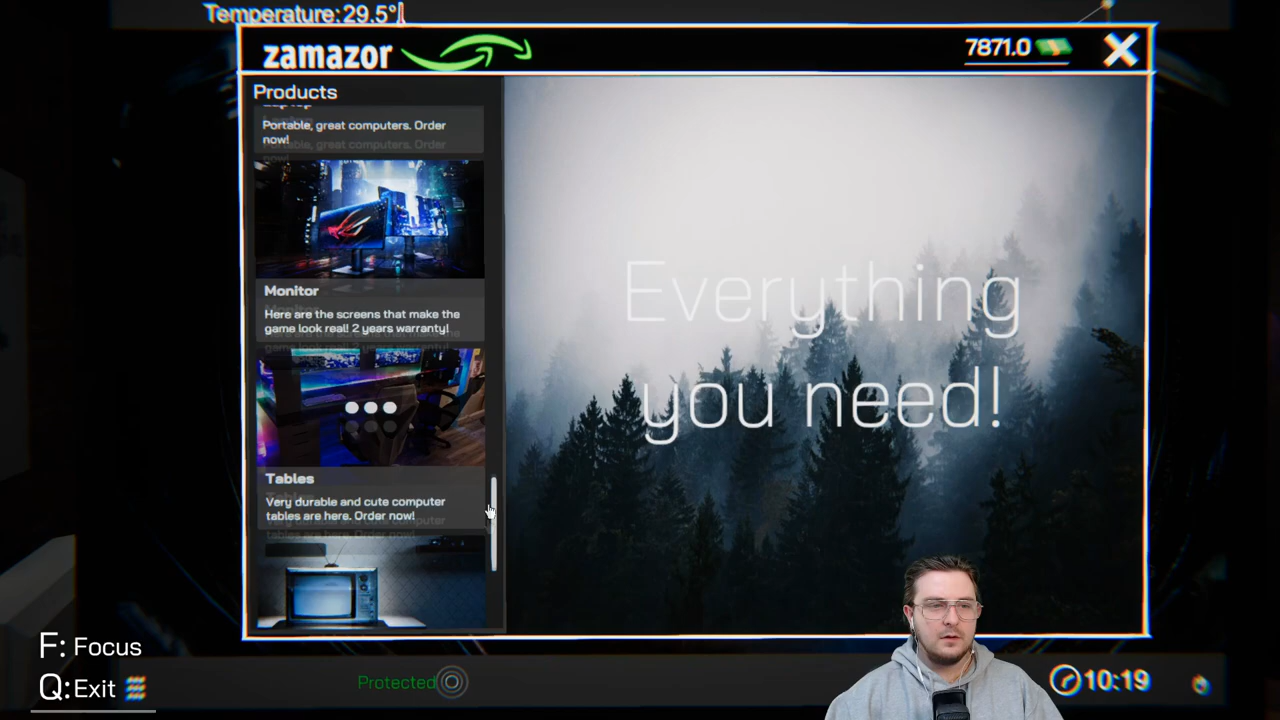 Temperature: 29.5°
zamazor
7871.0
Products
Portable, great computers. Order
now!
Monitor
Here are the screens that make the
game look real! 2 years warranty!
Tables
Very durable and cute computer
tables are here. Order now!
Everything
you need!
F: Focus
Q: Exit
Protected
10:19